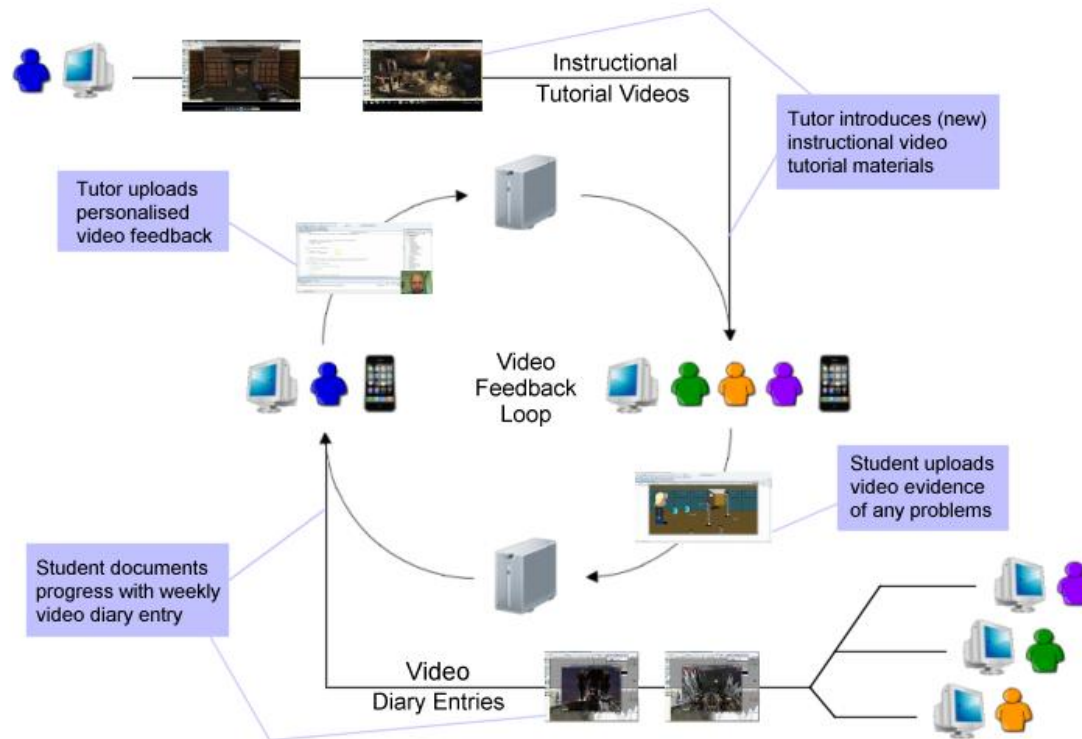 Instructional
Tutorial Videos
Tutor introduces (new)
instructional video
tutorial materials
Tutor uploads
personalised
video feedback
Video
Feedback
Loop
Student uploads
video evidence
of any problems
Student documents
progress with weekly
video diary entry
Video
Diary Entries